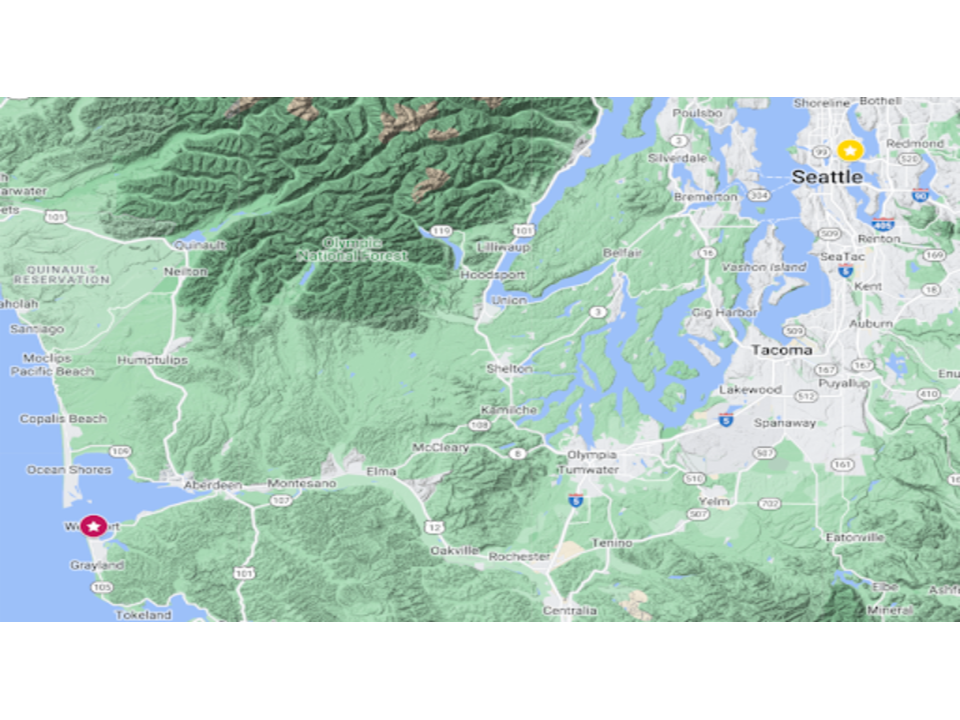 Shoreline
Bothell
Poulsbo
3
99
Redmond
520
Silverdale
Seattle
arwater
Bremerton
304
90
101
119
101
509
405
Quinault
Lilliwaup
Belfair
16
Renton
Olympic
National Forest
SeaTac
169
QUINAULT
RESERVATION
Neilton
Hoodsport
Vashon Island
5
Kent
18
aholah
Union
3
Gig Harbor
Auburn
Santiago
509
Moclips
Pacific Beach
Humptulips
Shelton
Tacoma
167
167
Enu
Lakewood
Puyallup
410
512
Copalis Beach
Kamilche
108
5
Spanaway
109
McCleary
8
Olympia
Tumwater
507
161
Ocean Shores
Aberdeen
Montesano
Elma
510
107
5
Yelm
702
507
12
Eatonville
Grayland
101
Oakville
Rochester
Tenino
105
Elbe
Ashf
Tokeland
Centralia
Mineral